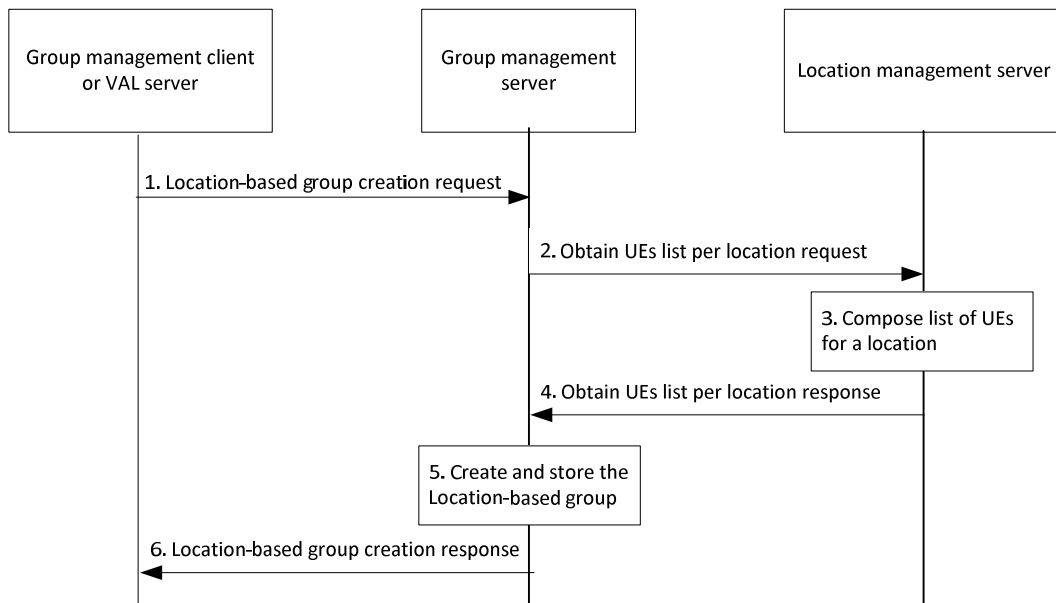 Group management client
or VAL server
Group management
server
Location management server
1. Location-based group creation request
2. Obtain UEs list per location request
3. Compose list of UEs
for a location
4. Obtain UEs list per location response
5. Create and store the
Location-based group
6. Location-based group creation response